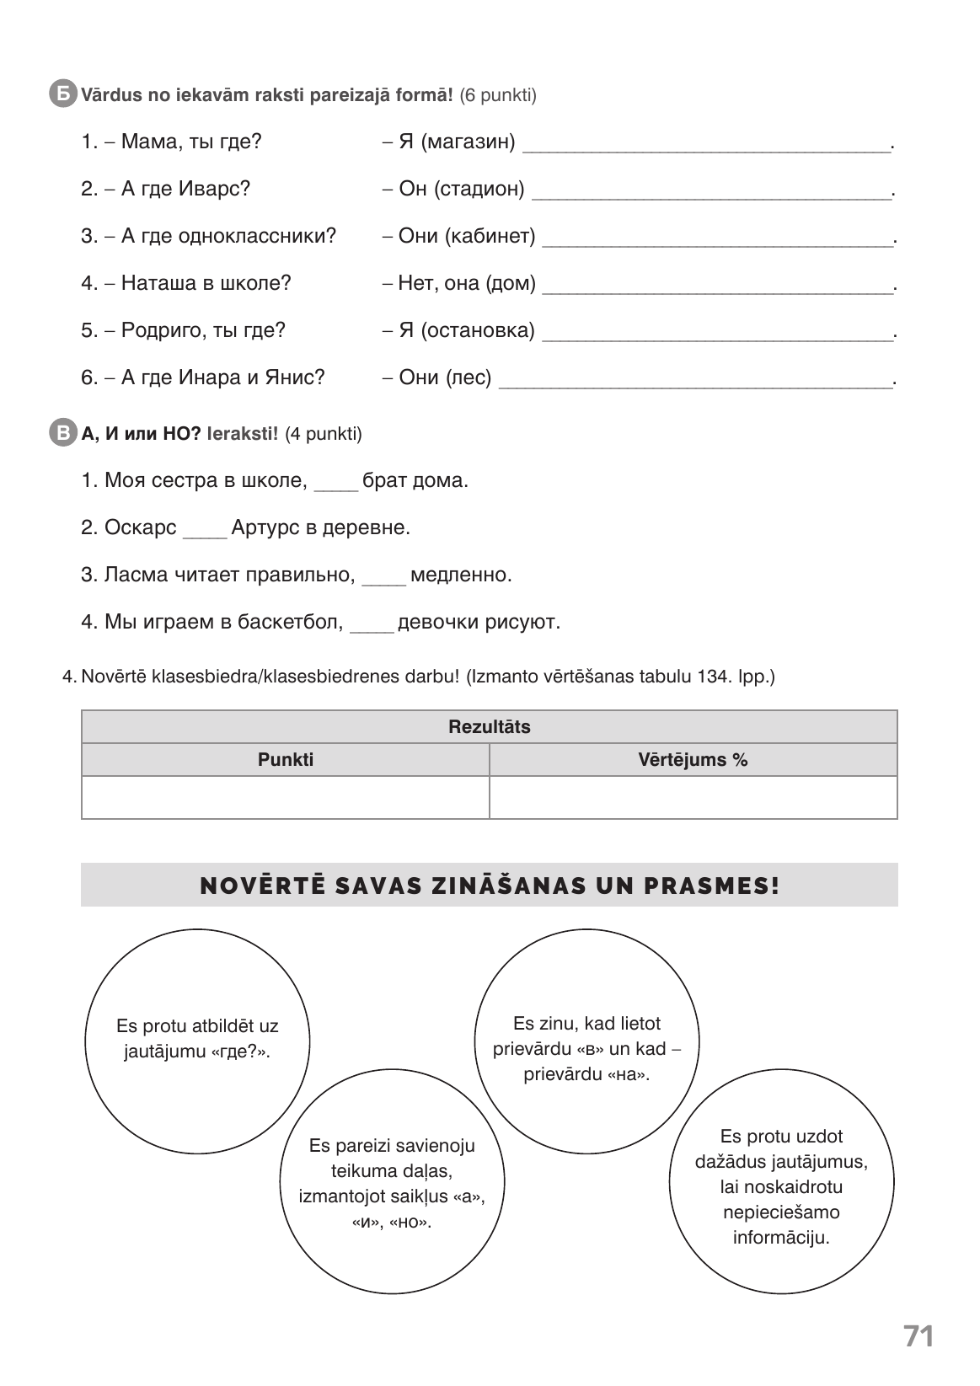 Б Vārdus no iekavām raksti pareizajā formā! (6 punkti)
1. – Мама, ты где? – Я (магазин) ____________________.
2. – А где Иварс? – Он (стадион) ____________________.
3. – А где одноклассники? – Они (кабинет) ____________________.
4. – Наташа в школе? – Нет, она (дом) ____________________.
5. – Родриго, ты где? – Я (остановка) ____________________.
6. – А где Инара и Янис? – Они (лес) ____________________.
В А, И или НО? Ieraksti! (4 punkti)
1. Моя сестра в школе, ____ брат дома.
2. Оскарс ____ Артурс в деревне.
3. Ласма читает правильно, ____ медленно.
4. Мы играем в баскетбол, ____ девочки рисуют.
4. Novērtē klasesbiedra/klasesbiedrenes darbu! (Izmanto vērtēšanas tabulu 134. lpp.)
Rezultāts
Punkti Vērtējums %
NOVĒRTĒ SAVAS ZINĀŠANAS UN PRASMES!
Es protu atbildēt uz
jautājumu «где?».
Es zinu, kad lietot
prievārdu «в» un kad –
prievārdu «на».
Es pareizi savienoju
teikuma daļas,
izmantojot saikļus «а»,
«и», «но».
Es protu uzdot
dažādus jautājumus,
lai noskaidrotu
nepieciešamo
informāciju.
71